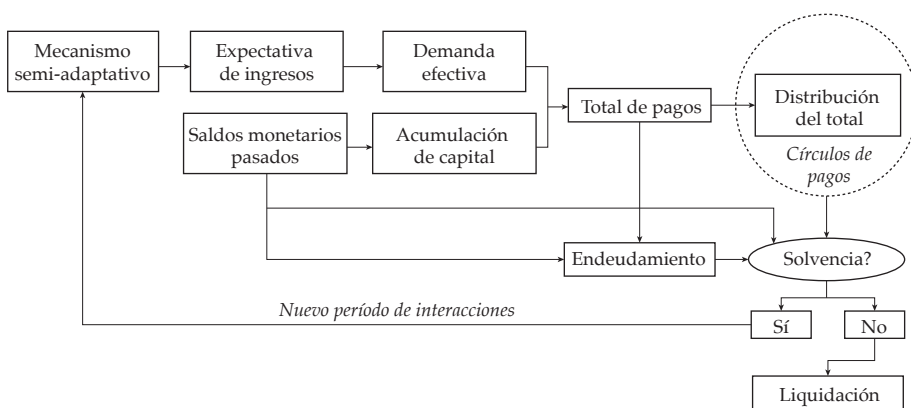 Mecanismo
semi-adaptativo
Expectativa
de ingresos
Demanda
efectiva
Saldos monetarios
pasados
Acumulación
de capital
Total de pagos
Distribución
del total
Círculos de
pagos
Endeudamiento
Solvencia?
Nuevo período de interacciones
Sí
No
Liquidación